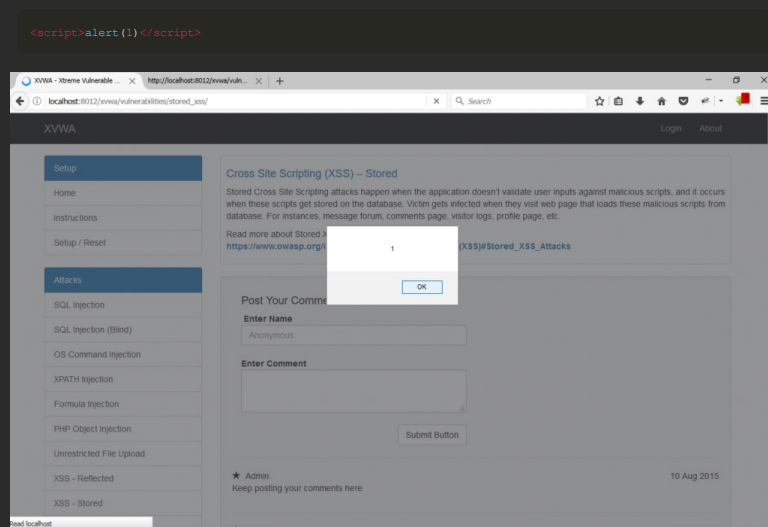 <script>alert(1)</script>
XVWA - Xtreme Vulnerable ...
http://localhost:8012/xvwa/vuln...
localhost:8012/xvwa/vulnerabilities/stored_xss/
Search
XVWA
Login
About
Setup
Home
Instructions
Setup / Reset
Attacks
SQL Injection
SQL Injection (Blind)
OS Command Injection
XPATH Injection
Formula Injection
PHP Object Injection
Unrestricted File Upload
XSS - Reflected
XSS - Stored
Cross Site Scripting (XSS) – Stored
Stored Cross Site Scripting attacks happen when the application doesn't validate user inputs against malicious scripts, and it occurs
when these scripts get stored on the database. Victim gets infected when they visit web page that loads these malicious scripts from
database. For instances, message forum, comments page, visitor logs, profile page, etc.
Read more about Stored X
https://www.owasp.org/i
(XSS)#Stored_XSS_Attacks
1
OK
Post Your Comme
Enter Name
Anonymous
Enter Comment
Submit Button
Admin
10 Aug 2015
Keep posting your comments here
Read localhost